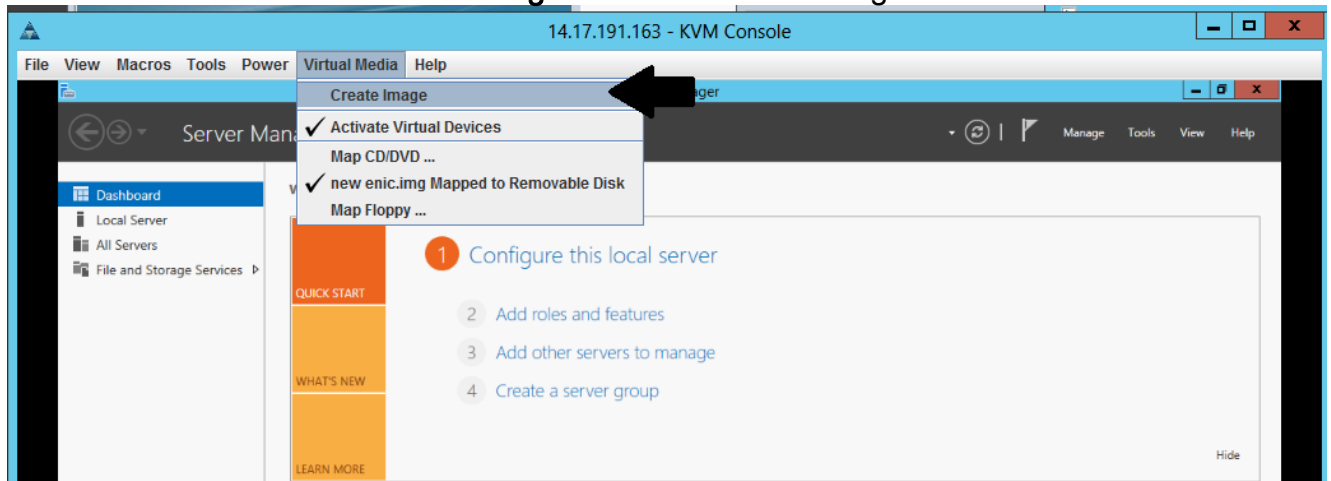 14.17.191.163 - KVM Console
File View Macros Tools Power Virtual Media Help
Create Image
ager
Server Man
Activate Virtual Devices
Manage Tools View Help
Map CD/DVD ...
new enic.img Mapped to Removable Disk
Map Floppy ...
Dashboard
Local Server
All Servers
File and Storage Services
QUICK START
WHAT'S NEW
LEARN MORE
1 Configure this local server
2 Add roles and features
3 Add other servers to manage
4 Create a server group
Hide